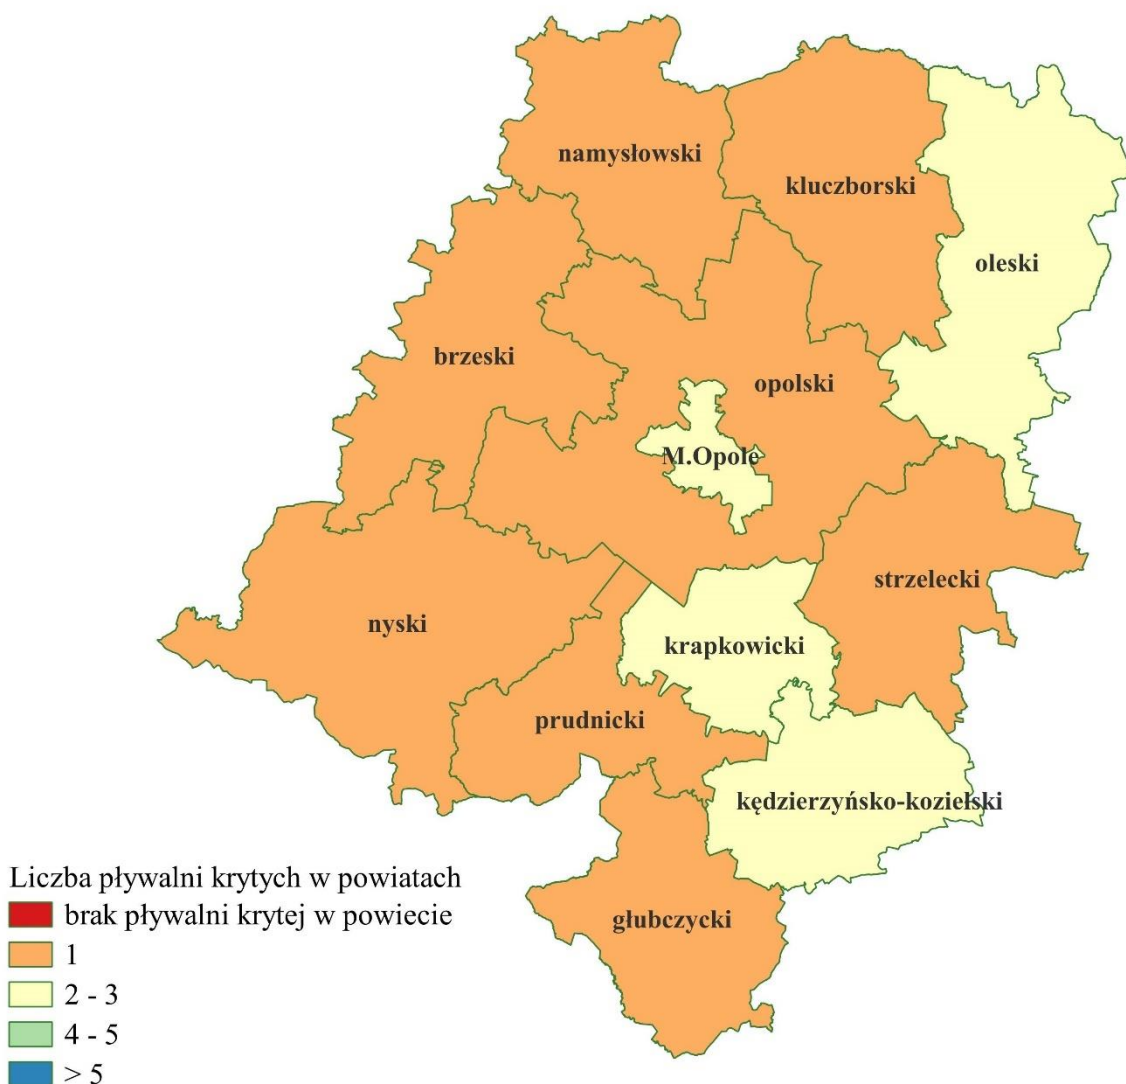 namysłowski
kluczborski
oleski
brzeski
opolski
M.Opole
strzelecki
nyski
krapkowicki
prudnicki
kędzierzyńsko-kozielski
głubczycki
Liczba pływalni krytych w powiatach
brak pływalni krytej w powiecie
1
2 - 3
4 - 5
> 5